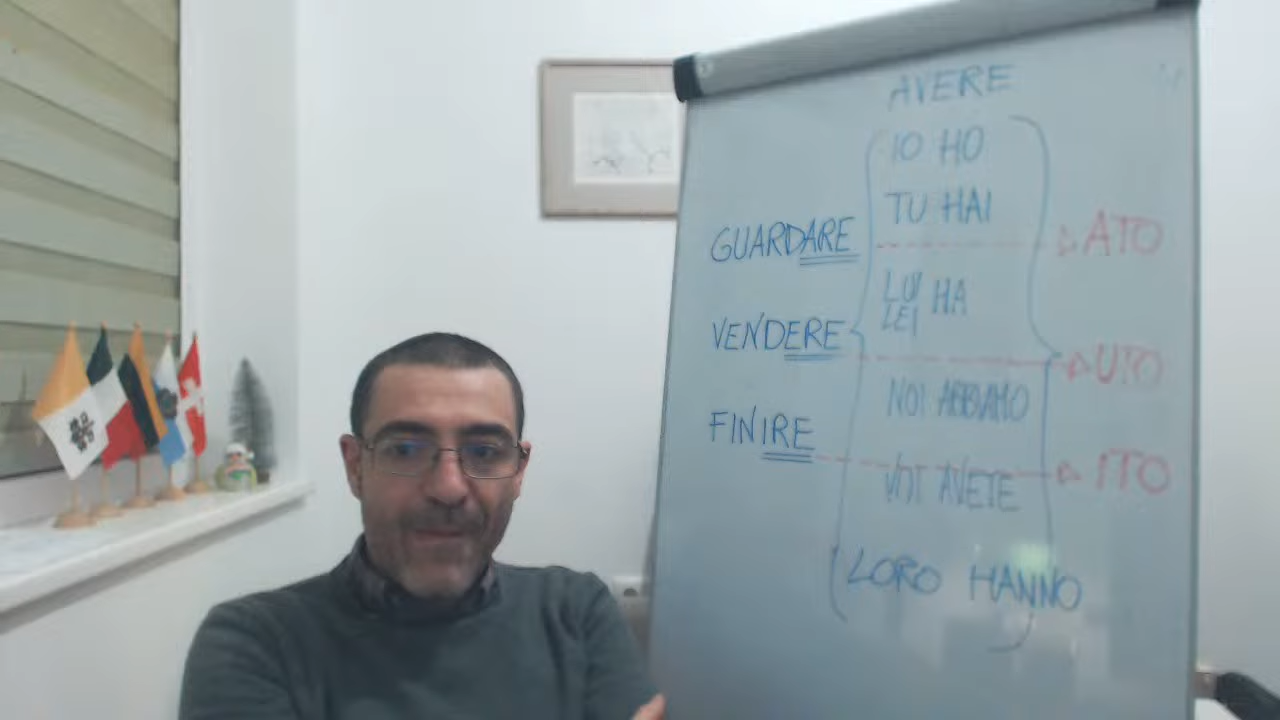 AVERE
IO HO
TU HAI
GUARDARE
ATO
LUI
LEI HA
VENDERE
UTO
NOI ABBIAMO
FINIRE
ITO
VOI AVETE
LORO HANNO